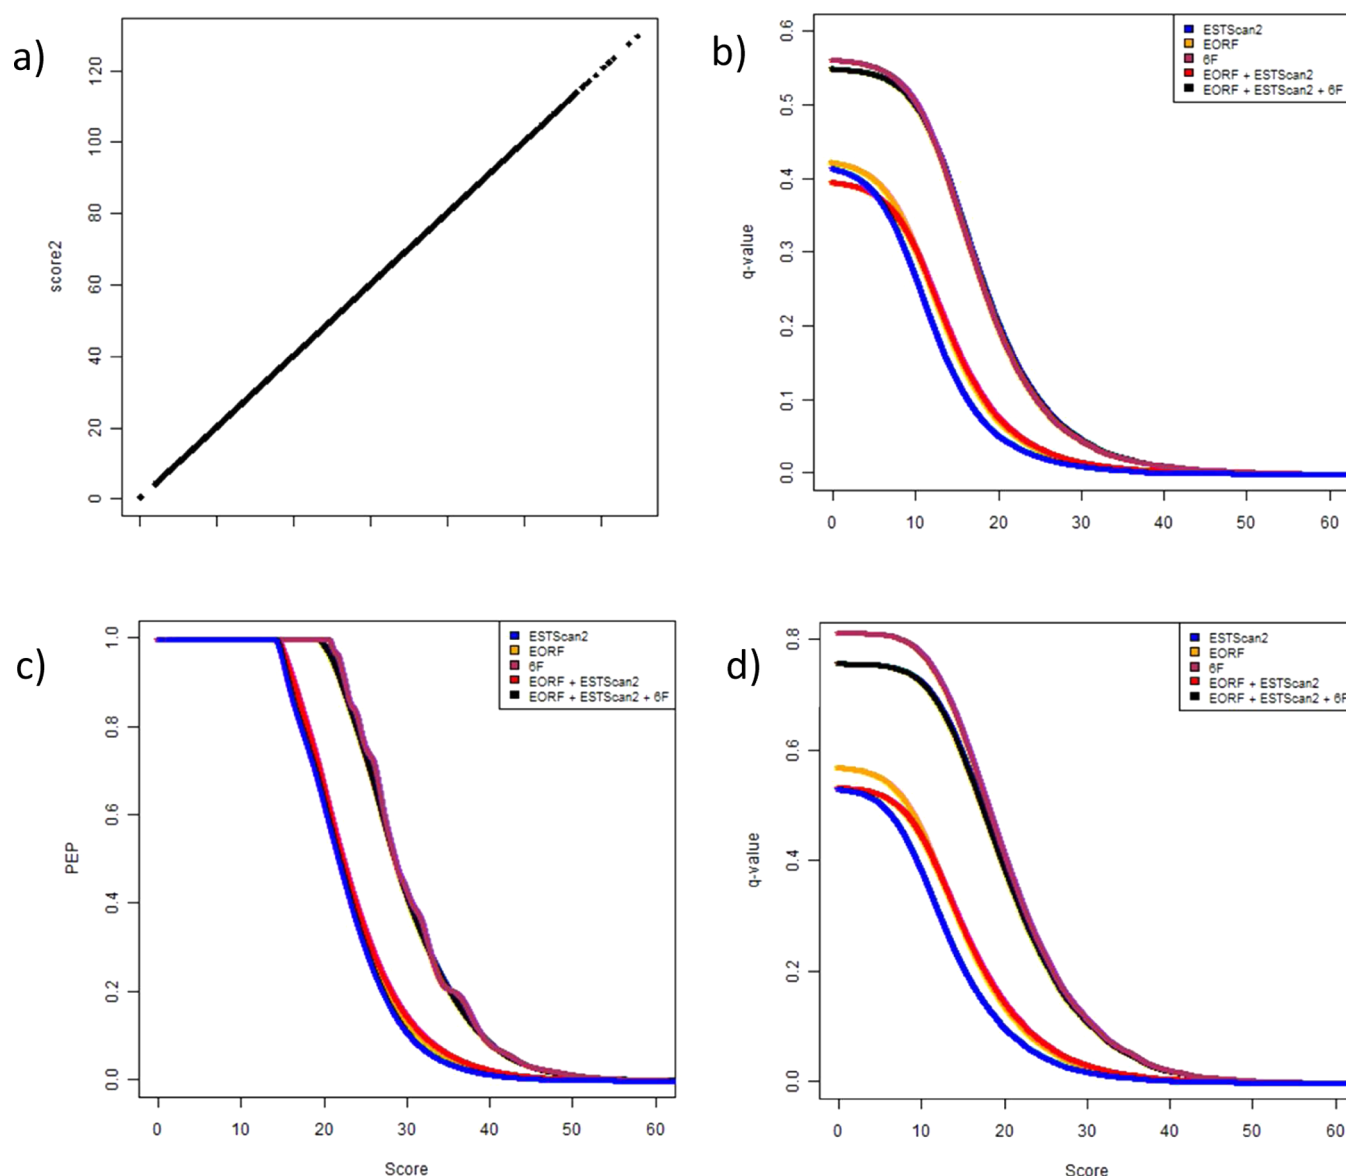 a)
score2
0
20
40
60
80
100
120
b)
q-value
0.0
0.1
0.2
0.3
0.4
0.5
0.6
0 10 20 30 40 50 60
ESTScan2
EORF
6F
EORF + ESTScan2
EORF + ESTScan2 + 6F
c)
PEP
0.0
0.2
0.4
0.6
0.8
1.0
0 10 20 30 40 50 60
Score
ESTScan2
EORF
6F
EORF + ESTScan2
EORF + ESTScan2 + 6F
d)
q-value
0.0
0.2
0.4
0.6
0.8
0 10 20 30 40 50 60
Score
ESTScan2
EORF
6F
EORF + ESTScan2
EORF + ESTScan2 + 6F